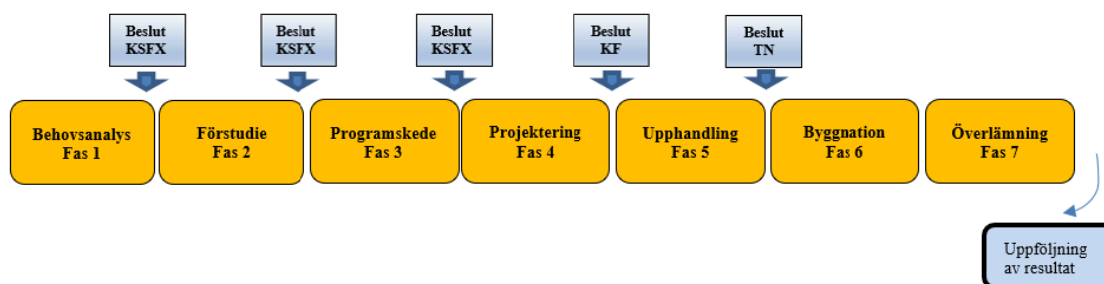 Beslut
KSFX
Beslut
KSFX
Beslut
KSFX
Beslut
KF
Beslut
TN
Behovsanalys
Fas 1
Förstudie
Fas 2
Programskede
Fas 3
Projektering
Fas 4
Upphandling
Fas 5
Byggnation
Fas 6
Överlämning
Fas 7
Uppföljning
av resultat